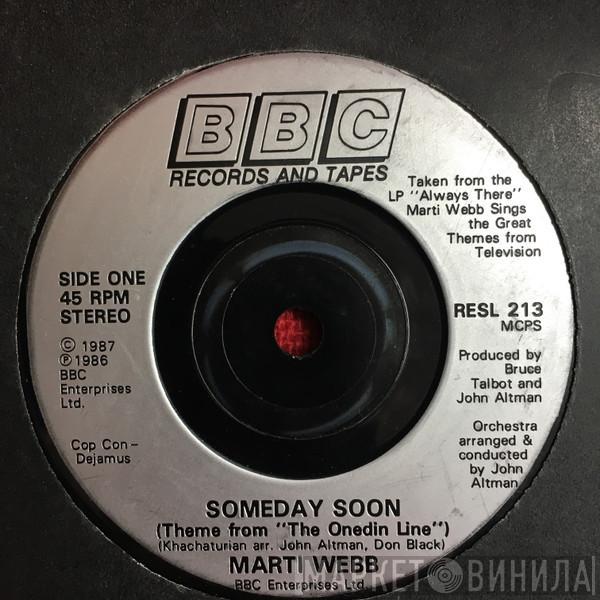 BBC
RECORDS AND TAPES
Taken from the
LP "Always There"
Marti Webb Sings
the Great
Themes from
Television
SIDE ONE
45 RPM
STEREO
RESL 213
MCPS
© 1987
℗ 1986
BBC
Enterprises
Ltd.
Produced by
Bruce
Talbot and
John Altman
Cop Con-
Dejamus
Orchestra
arranged &
conducted
by John
Altman
SOMEDAY SOON
(Theme from "The Onedin Line")
(Khachaturian arr. John Altman, Don Black)
MARTI WEBB
BBC Enterprises Ltd.
МАРКЕТ ВИНИЛА